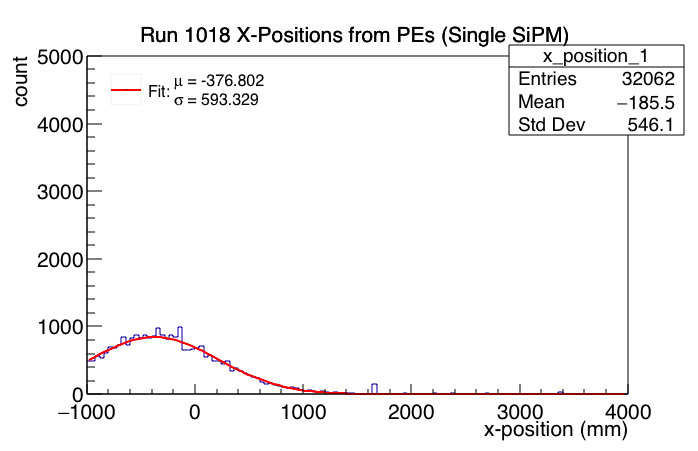 Run 1018 X-Positions from PEs (Single SiPM)
x_position_1
Entries 32062
Mean −185.5
Std Dev 546.1
Fit: μ = -376.802
σ = 593.329
count
5000
4000
3000
2000
1000
0
−1000 0 1000 2000 3000 4000
x-position (mm)